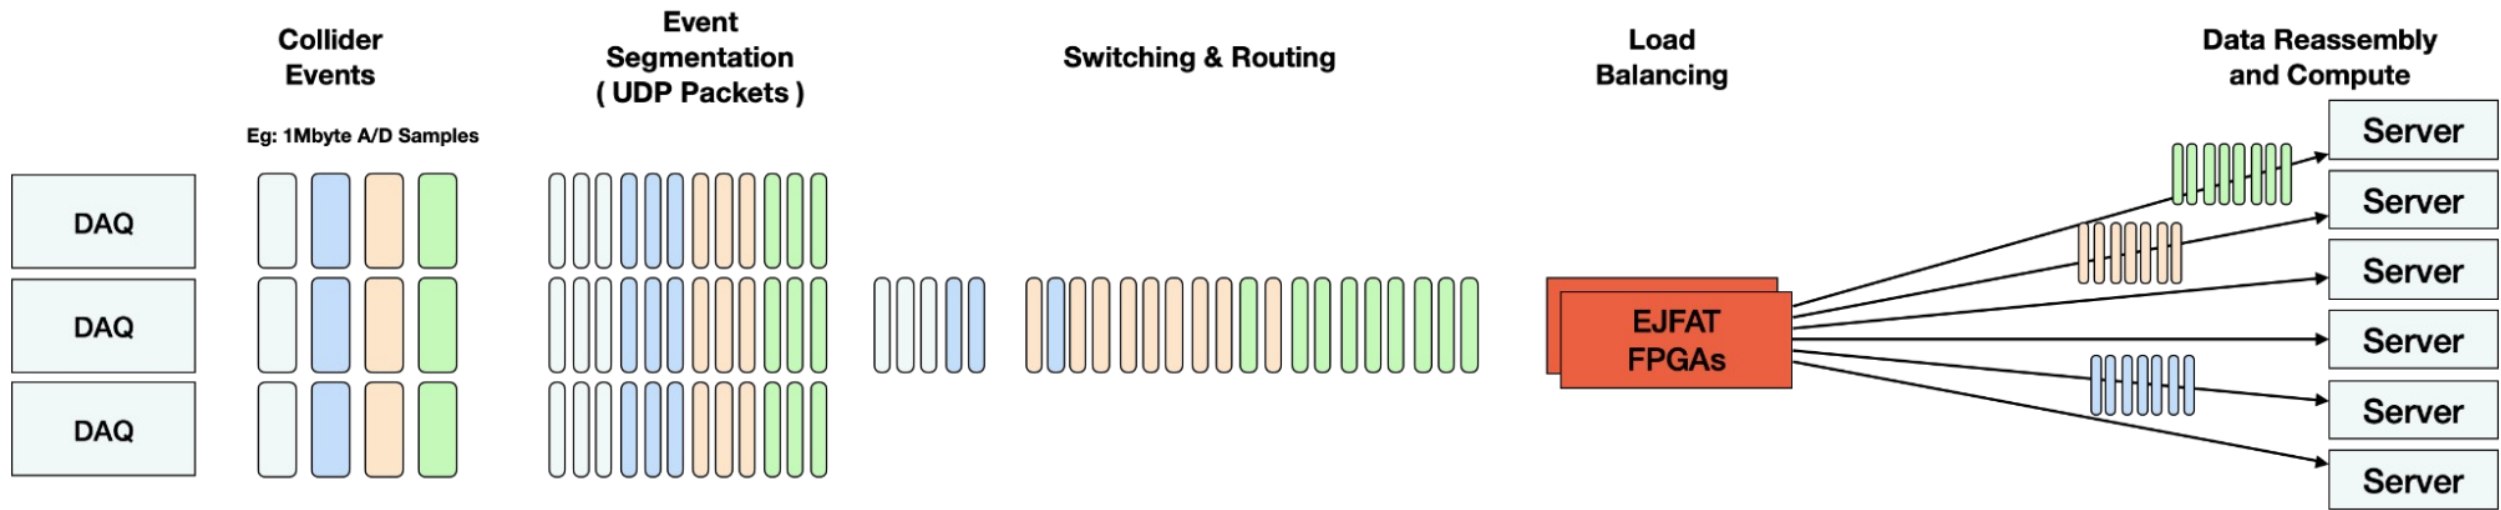 Collider
Events
Eg: 1Mbyte A/D Samples
Event
Segmentation
( UDP Packets )
Switching & Routing
Load
Balancing
Data Reassembly
and Compute
DAQ
DAQ
DAQ
EJFAT
FPGAs
Server
Server
Server
Server
Server
Server